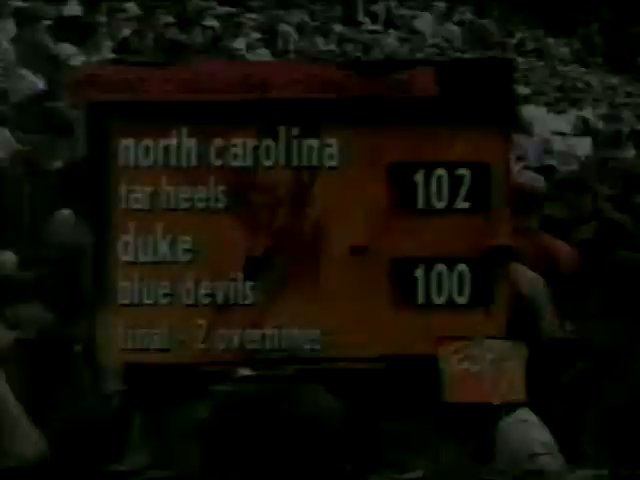 north carolina
tar heels
102
duke
blue devils
100
final - 2 overtimes